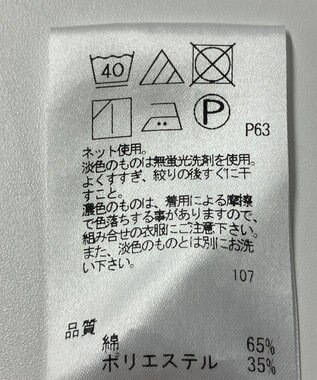 40
P
P63
ネット使用。
淡色のものは無蛍光洗剤を使用。
よくすすぎ、絞りの後すぐに干
すこと。
濃色のものは、着用による摩擦
で色落ちする事がありますので、
組み合せの衣服にご注意下さい。
また、淡色のものとは別にお洗
い下さい。
107
品質
綿 65%
ポリエステル 35%